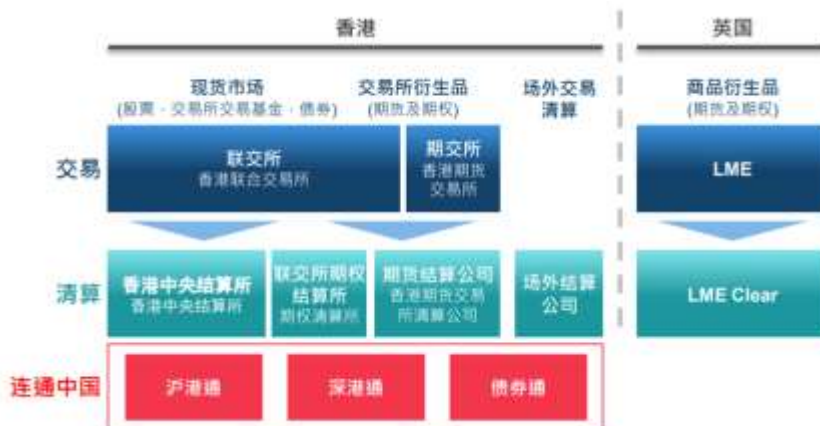 香港
英国
现货市场
(股票 · 交易所交易基金 · 债券)
交易所衍生品
(期货及期权)
场外交易
清算
商品衍生品
(期货及期权)
交易
联交所
香港联合交易所
期交所
香港期货
交易所
LME
清算
香港中央结算所
香港中央结算所
联交所期权
结算所
期权清算所
期货结算公司
香港期货交易
所清算公司
场外结算
公司
LME Clear
连通中国
沪港通
深港通
债券通